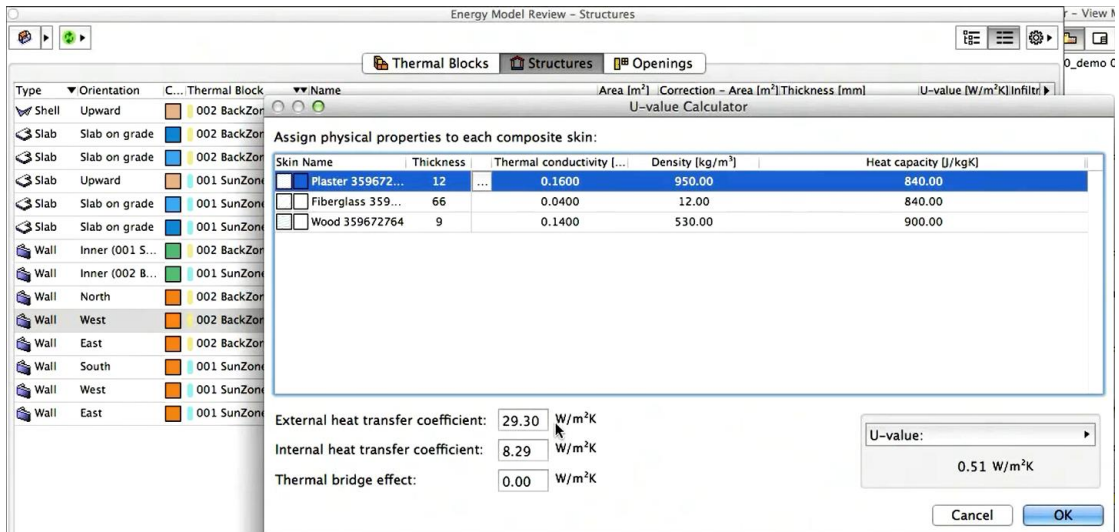 Energy Model Review – Structures
r – View M
Thermal Blocks Structures Openings
0_demo 0
Type Orientation C... Thermal Block Name Area [m²] Correction – Area [m²] Thickness [mm] U-value [W/m²K] Infiltr
U-value Calculator
Shell Upward 002 BackZon
Slab Slab on grade 002 BackZon
Slab Slab on grade 002 BackZon
Slab Upward 001 SunZone
Slab Slab on grade 001 SunZone
Slab Slab on grade 001 SunZone
Wall Inner (001 S... 002 BackZon
Wall Inner (002 B... 001 SunZone
Wall North 002 BackZon
Wall West 002 BackZon
Wall East 002 BackZon
Wall South 001 SunZone
Wall West 001 SunZone
Wall East 001 SunZone
Assign physical properties to each composite skin:
Skin Name Thickness Thermal conductivity [... Density [kg/m³] Heat capacity [J/kgK]
Plaster 359672... 12 ... 0.1600 950.00 840.00
Fiberglass 359... 66 0.0400 12.00 840.00
Wood 359672764 9 0.1400 530.00 900.00
External heat transfer coefficient: 29.30 W/m²K
Internal heat transfer coefficient: 8.29 W/m²K
Thermal bridge effect: 0.00 W/m²K
U-value:
0.51 W/m²K
Cancel OK